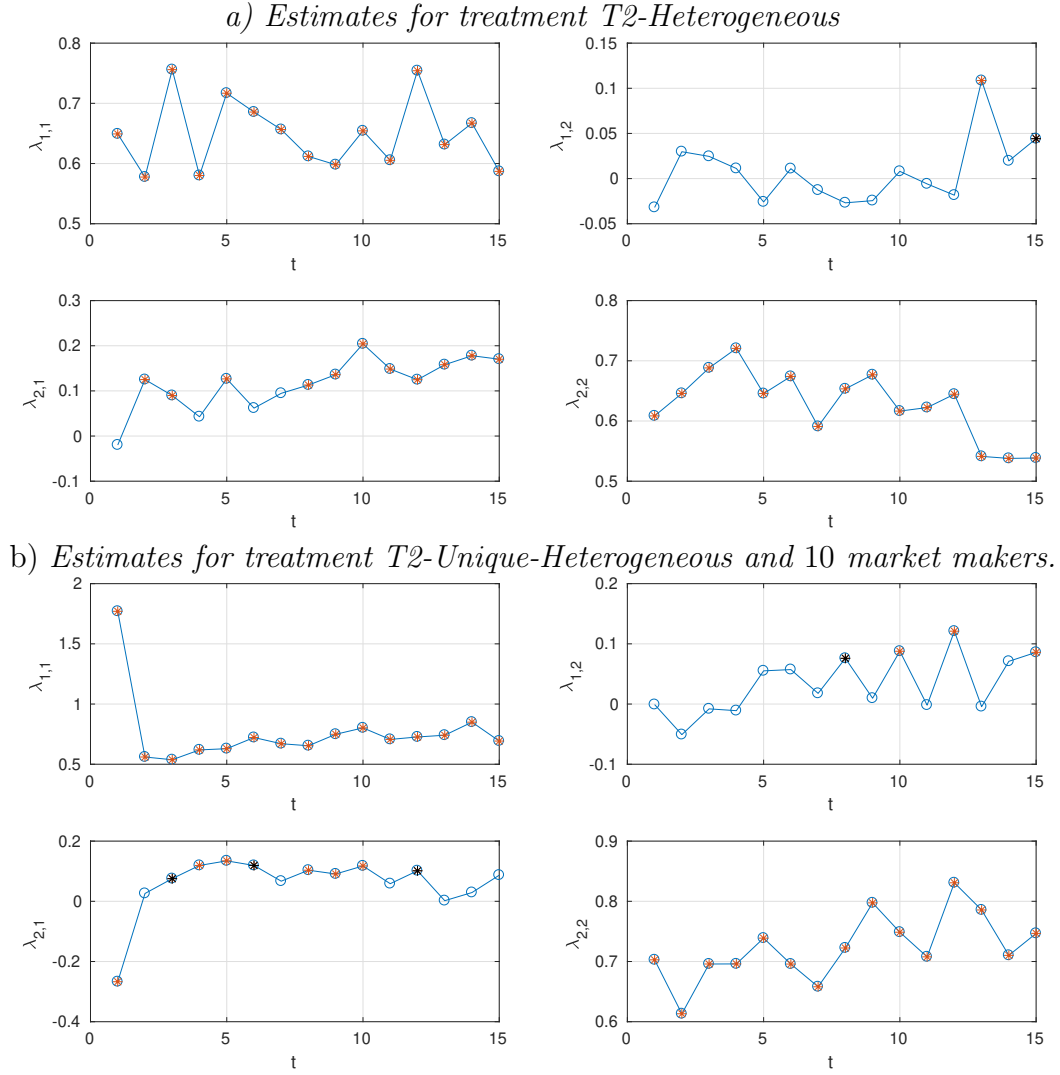 a) Estimates for treatment T2-Heterogeneous
0.8
0.7
0.6
0.5
λ1,1
0 5 10 15
t
0.15
0.1
0.05
0
-0.05
λ1,2
0 5 10 15
t
0.3
0.2
0.1
0
-0.1
λ2,1
0 5 10 15
t
0.8
0.7
0.6
0.5
λ2,2
0 5 10 15
t
b) Estimates for treatment T2-Unique-Heterogeneous and 10 market makers.
2
1.5
1
0.5
λ1,1
0 5 10 15
t
0.2
0.1
0
-0.1
λ1,2
0 5 10 15
t
0.2
0
-0.2
-0.4
λ2,1
0 5 10 15
t
0.9
0.8
0.7
0.6
λ2,2
0 5 10 15
t